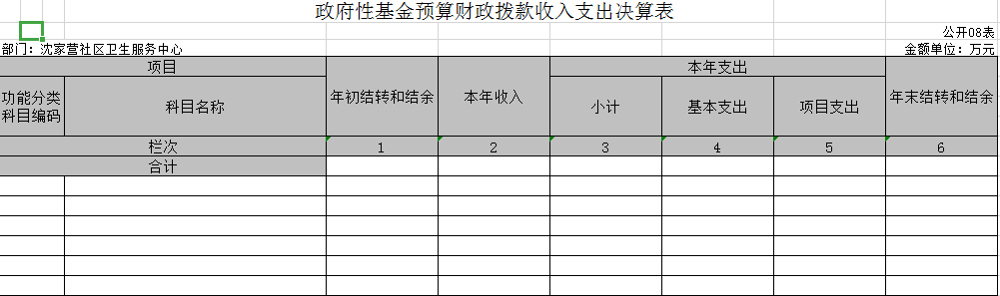 政府性基金预算财政拨款收入支出决算表
公开08表
部门：沈家营社区卫生服务中心
金额单位：万元
项目
年初结转和结余
本年收入
本年支出
年末结转和结余
功能分类
科目编码
科目名称
小计
基本支出
项目支出
栏次
1
2
3
4
5
6
合计